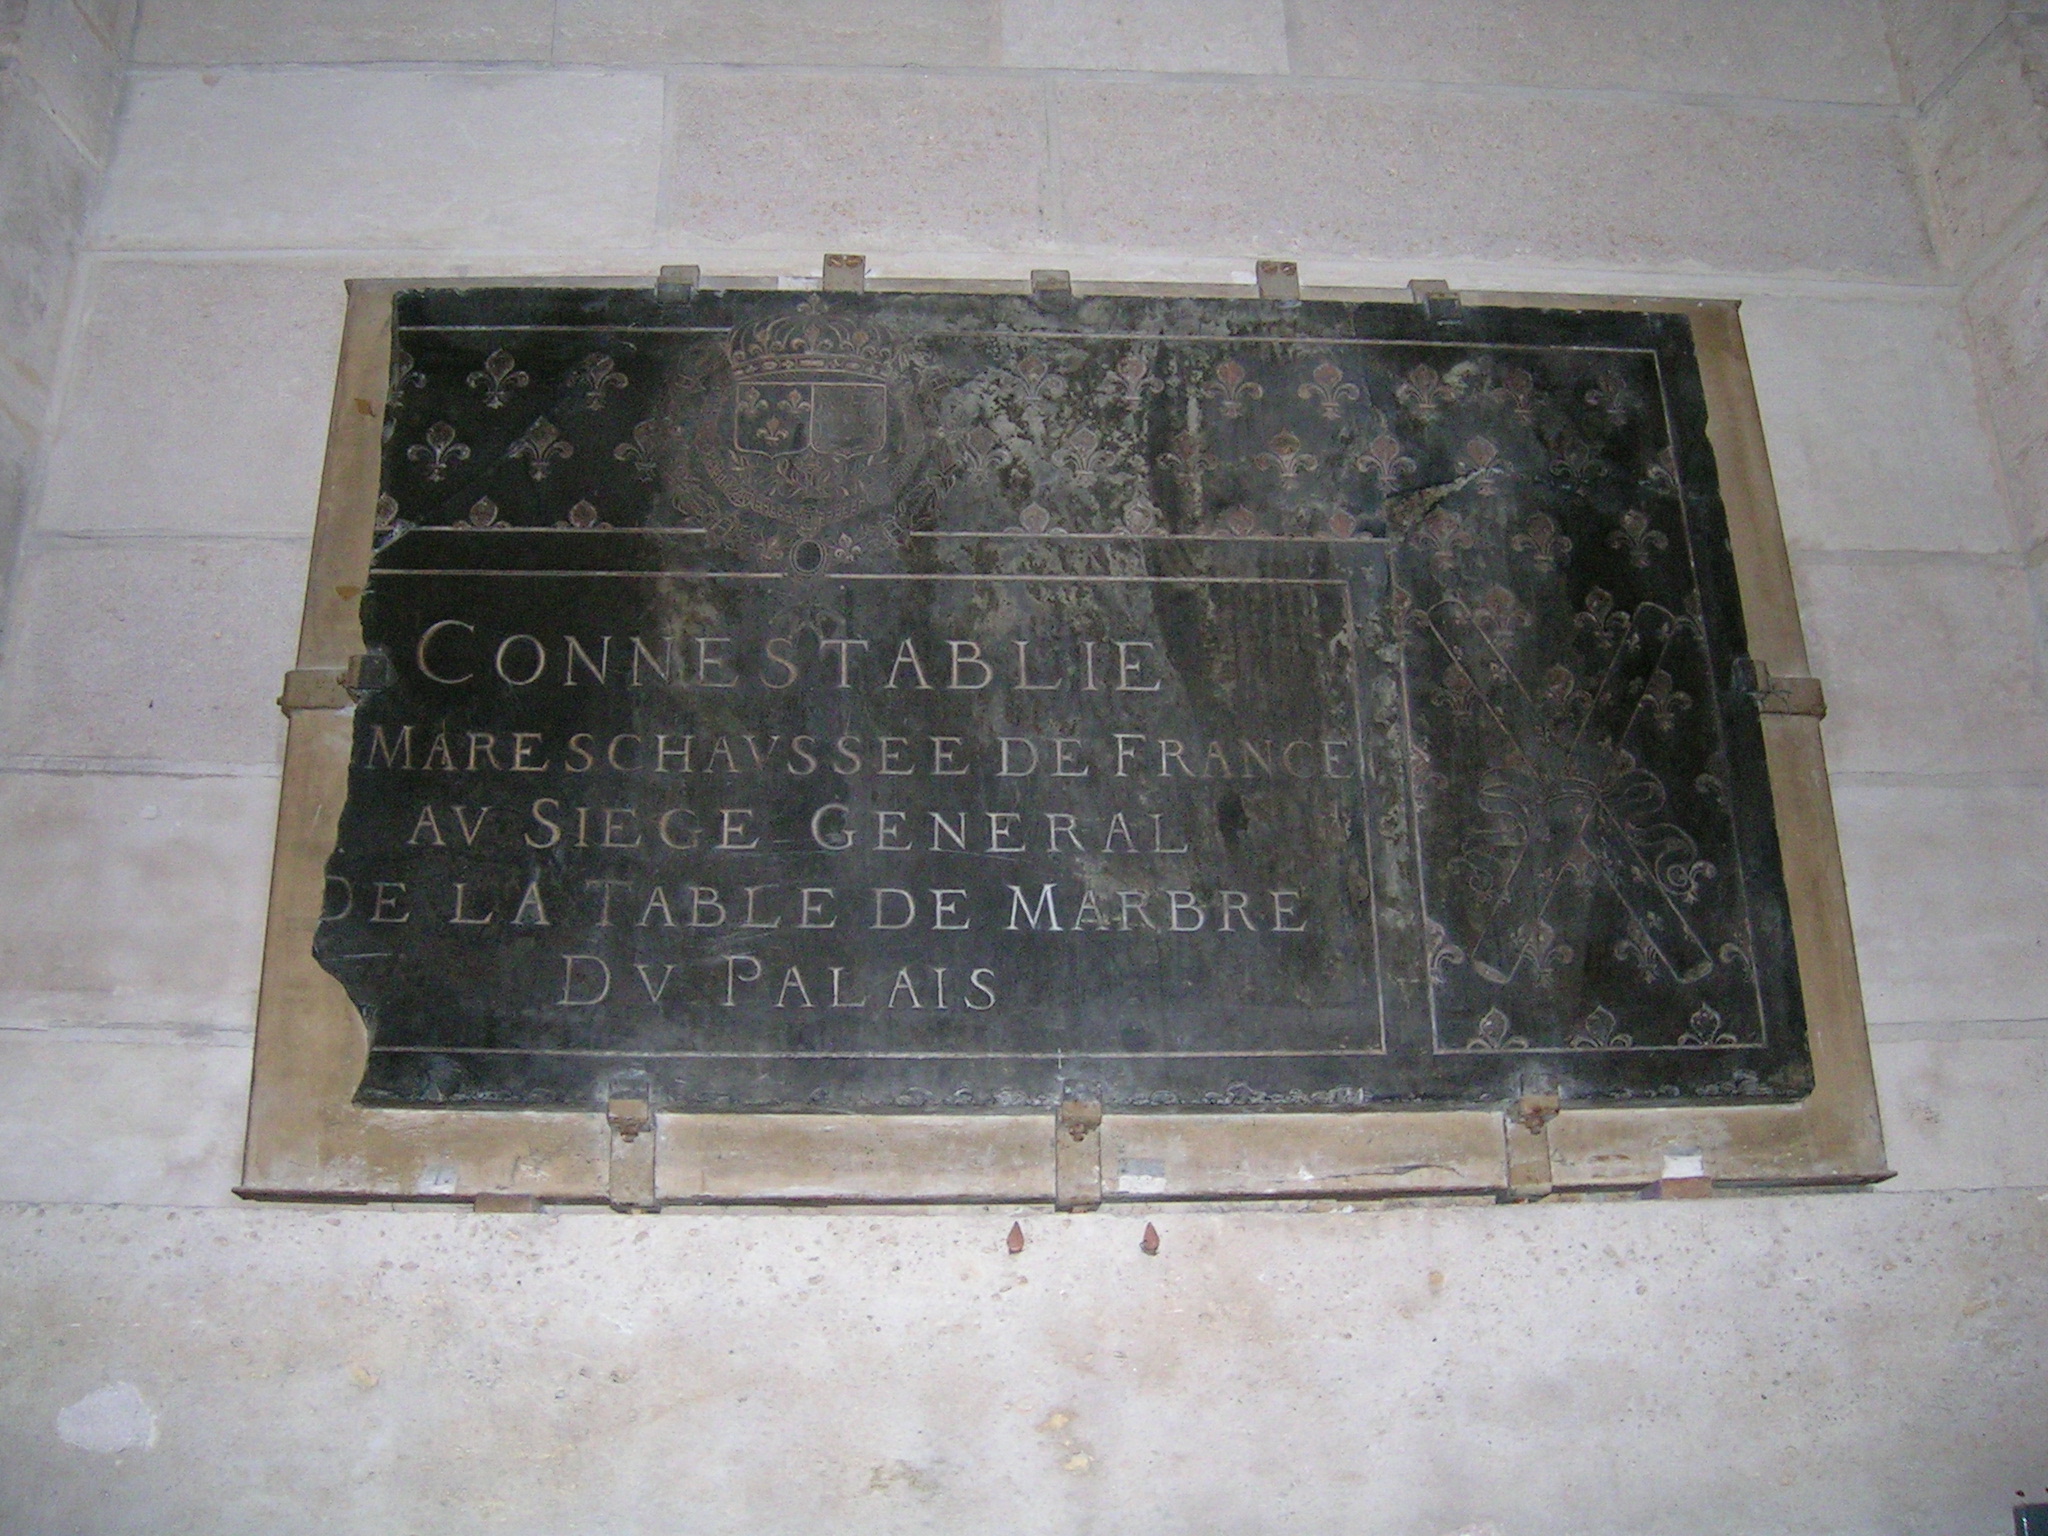 CONNESTABLIE
MARESCHAVSSEE DE FRANCE
AV SIEGE GENERAL
DE LA TABLE DE MARBRE
DV PALAIS